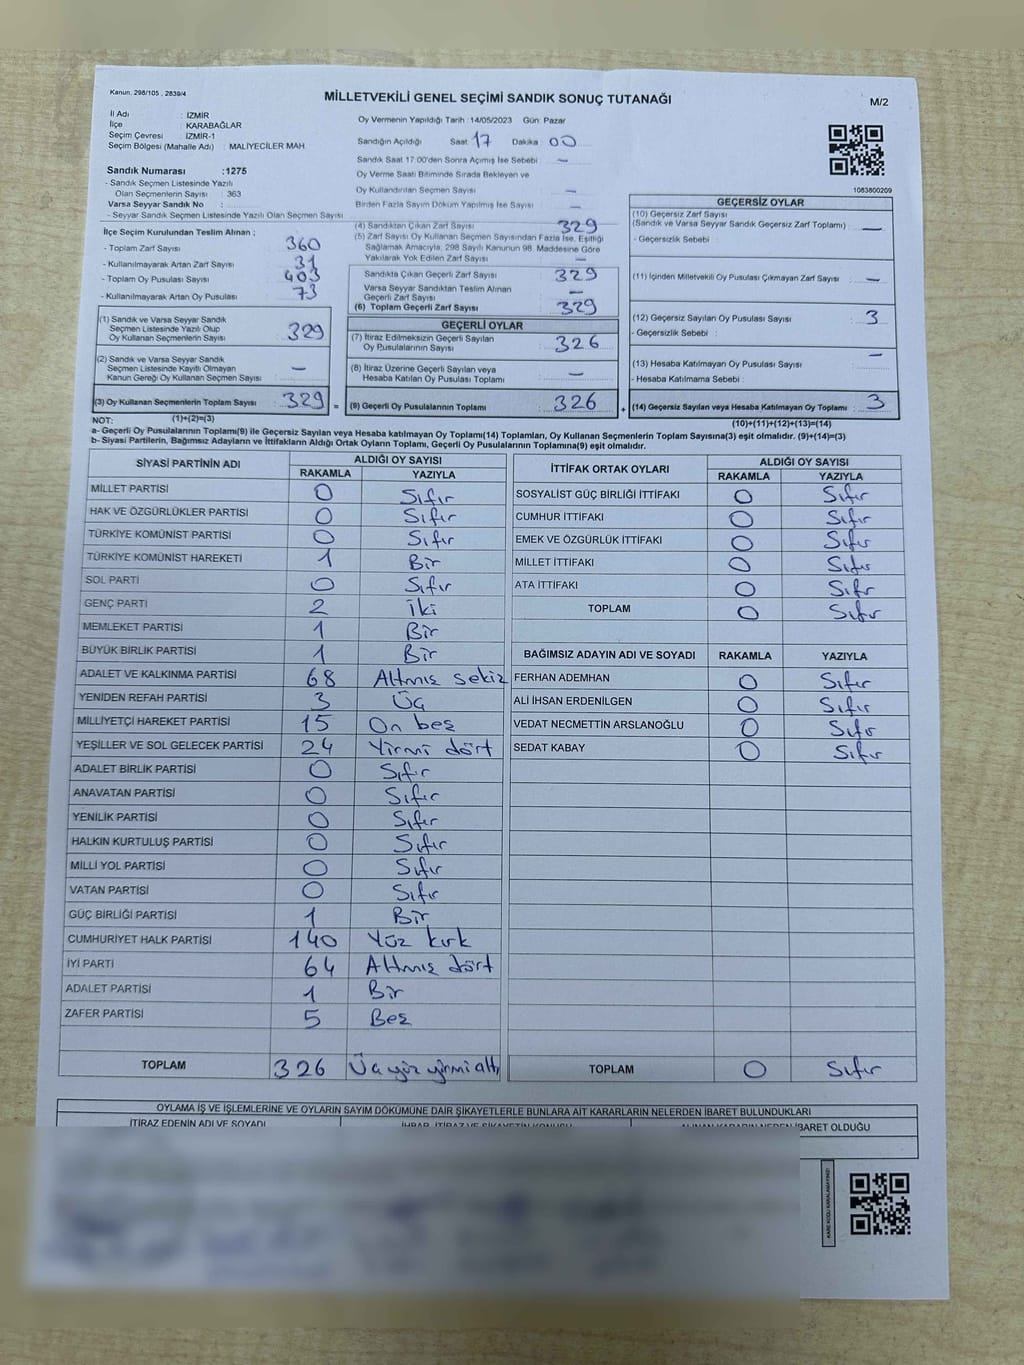 Kanun. 298/105 , 2839/4
MİLLETVEKİLİ GENEL SEÇİMİ SANDIK SONUÇ TUTANAĞI
M/2
İl Adı : İZMİR
İlçe : KARABAĞLAR
Seçim Çevresi : İZMİR-1
Seçim Bölgesi (Mahalle Adı) : MALİYECİLER MAH.
Sandık Numarası :1275
- Sandık Seçmen Listesinde Yazılı
Olan Seçmenlerin Sayısı : 363
Varsa Seyyar Sandık No :
- Seyyar Sandık Seçmen Listesinde Yazılı Olan Seçmen Sayısı
İlçe Seçim Kurulundan Teslim Alınan ;
- Toplam Zarf Sayısı 360
- Kullanılmayarak Artan Zarf Sayısı 31
- Toplam Oy Pusulası Sayısı 403
- Kullanılmayarak Artan Oy Pusulası 73
(1) Sandık ve Varsa Seyyar Sandık
Seçmen Listesinde Yazılı Olup
Oy Kullanan Seçmenlerin Sayısı 329
(2) Sandık ve Varsa Seyyar Sandık
Seçmen Listesinde Kayıtlı Olmayan
Kanun Gereği Oy Kullanan Seçmen Sayısı –
(3) Oy Kullanan Seçmenlerin Toplam Sayısı 329 =
(1)+(2)=(3)
Oy Vermenin Yapıldığı Tarih :14/05/2023 Gün: Pazar
Sandığın Açıldığı Saat 17 Dakika 00
Sandık Saat 17:00'den Sonra Açımış İse Sebebi : –
Oy Verme Saati Bitiminde Sırada Bekleyen ve
Oy Kullandırılan Seçmen Sayısı –
Birden Fazla Sayım Döküm Yapılmış İse Sayısı –
(4) Sandıktan Çıkan Zarf Sayısı 329
(5) Zarf Sayısı Oy Kullanan Seçmen Sayısından Fazla İse, Eşitliği
Sağlamak Amacıyla, 298 Sayılı Kanunun 98. Maddesine Göre
Yakılarak Yok Edilen Zarf Sayısı –
Sandıkta Çıkan Geçerli Zarf Sayısı 329
Varsa Seyyar Sandıktan Teslim Alınan
Geçerli Zarf Sayısı –
(6) Toplam Geçerli Zarf Sayısı 329
GEÇERLİ OYLAR
(7) İtiraz Edilmeksizin Geçerli Sayılan
Oy Pusulalarının Sayısı 326
(8) İtiraz Üzerine Geçerli Sayılan veya
Hesaba Katılan Oy Pusulası Toplamı –
(9) Geçerli Oy Pusulalarının Toplamı 326 +
1083800209
GEÇERSİZ OYLAR
(10) Geçersiz Zarf Sayısı
(Sandık ve Varsa Seyyar Sandık Geçersiz Zarf Toplamı) –
- Geçersizlik Sebebi :
(11) İçinden Milletvekili Oy Pusulası Çıkmayan Zarf Sayısı –
(12) Geçersiz Sayılan Oy Pusulası Sayısı 3
- Geçersizlik Sebebi :
(13) Hesaba Katılmayan Oy Pusulası Sayısı –
- Hesaba Katılmama Sebebi :
(14) Geçersiz Sayılan veya Hesaba Katılmayan Oy Toplamı 3
(10)+(11)+(12)+(13)=(14)
NOT:
a- Geçerli Oy Pusulaları Toplamı(9) ile Geçersiz Sayılan veya Hesaba katılmayan Oy Toplamı(14) Toplamları, Oy Kullanan Seçmenlerin Toplam Sayısına(3) eşit olmalıdır. (9)+(14)=(3)
b- Siyasi Partilerin, Bağımsız Adayların ve İttifakların Aldığı Ortak Oyların Toplamı, Geçerli Oy Pusulalarının Toplamına(9) eşit olmalıdır.
SİYASİ PARTİNİN ADI ALDIĞI OY SAYISI
RAKAMLA YAZIYLA
MİLLET PARTİSİ 0 Sıfır
HAK VE ÖZGÜRLÜKLER PARTİSİ 0 Sıfır
TÜRKİYE KOMÜNİST PARTİSİ 0 Sıfır
TÜRKİYE KOMÜNİST HAREKETİ 1 Bir
SOL PARTİ 0 Sıfır
GENÇ PARTİ 2 İki
MEMLEKET PARTİSİ 1 Bir
BÜYÜK BİRLİK PARTİSİ 1 Bir
ADALET VE KALKINMA PARTİSİ 68 Altmış sekiz
YENİDEN REFAH PARTİSİ 3 Üç
MİLLİYETÇİ HAREKET PARTİSİ 15 On beş
YEŞİLLER VE SOL GELECEK PARTİSİ 24 Yirmi dört
ADALET BİRLİK PARTİSİ 0 Sıfır
ANAVATAN PARTİSİ 0 Sıfır
YENİLİK PARTİSİ 0 Sıfır
HALKIN KURTULUŞ PARTİSİ 0 Sıfır
MİLLİ YOL PARTİSİ 0 Sıfır
VATAN PARTİSİ 0 Sıfır
GÜÇ BİRLİĞİ PARTİSİ 1 Bir
CUMHURİYET HALK PARTİSİ 140 Yüz kırk
İYİ PARTİ 64 Altmış dört
ADALET PARTİSİ 1 Bir
ZAFER PARTİSİ 5 Beş
TOPLAM 326 Üç yüz yirmi altı
İTTİFAK ORTAK OYLARI ALDIĞI OY SAYISI
RAKAMLA YAZIYLA
SOSYALİST GÜÇ BİRLİĞİ İTTİFAKI 0 Sıfır
CUMHUR İTTİFAKI 0 Sıfır
EMEK VE ÖZGÜRLÜK İTTİFAKI 0 Sıfır
MİLLET İTTİFAKI 0 Sıfır
ATA İTTİFAKI 0 Sıfır
TOPLAM 0 Sıfır
BAĞIMSIZ ADAYIN ADI VE SOYADI RAKAMLA YAZIYLA
FERHAN ADEMHAN 0 Sıfır
ALİ İHSAN ERDENİLGEN 0 Sıfır
VEDAT NECMETTİN ARSLANOĞLU 0 Sıfır
SEDAT KABAY 0 Sıfır
TOPLAM 0 Sıfır
OYLAMA İŞ VE İŞLEMLERİNE VE OYLARIN SAYIM DÖKÜMÜNE DAİR ŞİKAYETLERLE BUNLARA AİT KARARLARIN NELERDEN İBARET BULUNDUKLARI
İTİRAZ EDENİN ADI VE SOYADI İHBAR, İTİRAZ VE ŞİKAYETİN KONUSU ALINAN KARARIN NEDEN İBARET OLDUĞU
KARE KODU KARALAMAYINIZ!